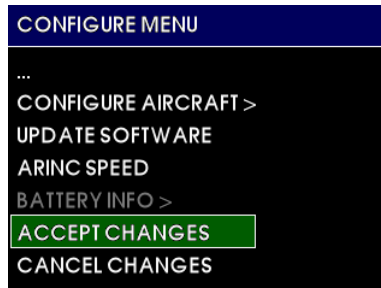 CONFIGURE MENU
...
CONFIGURE AIRCRAFT >
UPDATE SOFTWARE
ARINC SPEED
BATTERY INFO >
ACCEPT CHANGES
CANCEL CHANGES